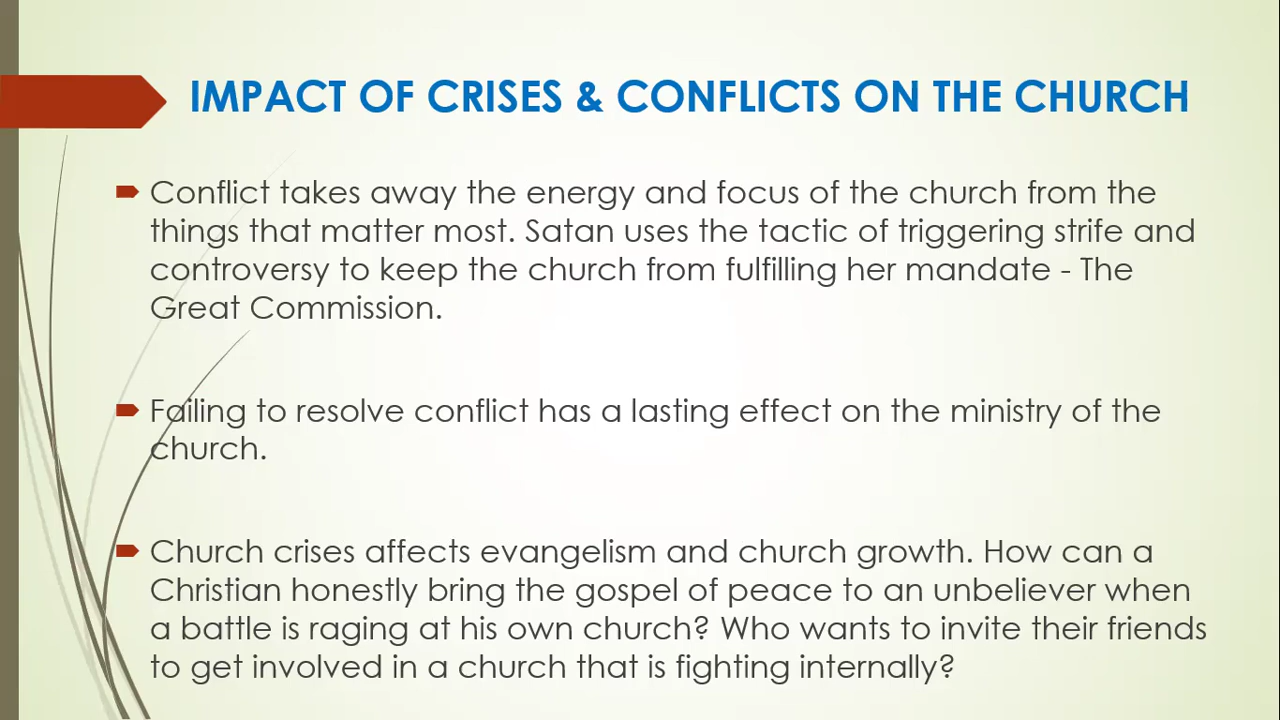 IMPACT OF CRISES & CONFLICTS ON THE CHURCH
Conflict takes away the energy and focus of the church from the
things that matter most. Satan uses the tactic of triggering strife and
controversy to keep the church from fulfilling her mandate - The
Great Commission.
Failing to resolve conflict has a lasting effect on the ministry of the
church.
Church crises affects evangelism and church growth. How can a
Christian honestly bring the gospel of peace to an unbeliever when
a battle is raging at his own church? Who wants to invite their friends
to get involved in a church that is fighting internally?